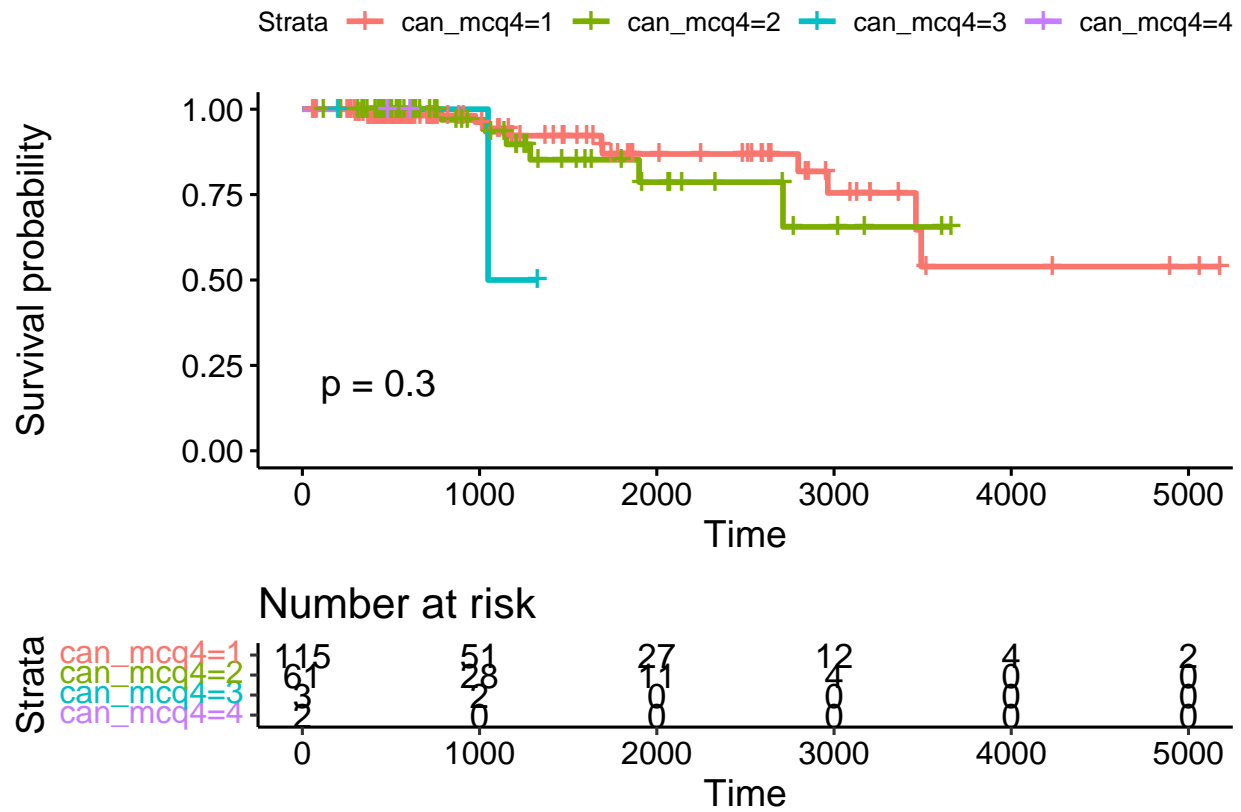 Strata can_mcq4=1 can_mcq4=2 can_mcq4=3 can_mcq4=4
Survival probability
1.00
0.75
0.50
0.25
0.00
p = 0.3
0 1000 2000 3000 4000 5000
Time
Number at risk
Strata
can_mcq4=1 115 51 27 12 4 2
can_mcq4=2 61 28 11 4 0 0
can_mcq4=3 3 2 0 0 0 0
can_mcq4=4 2 0 0 0 0 0
0 1000 2000 3000 4000 5000
Time